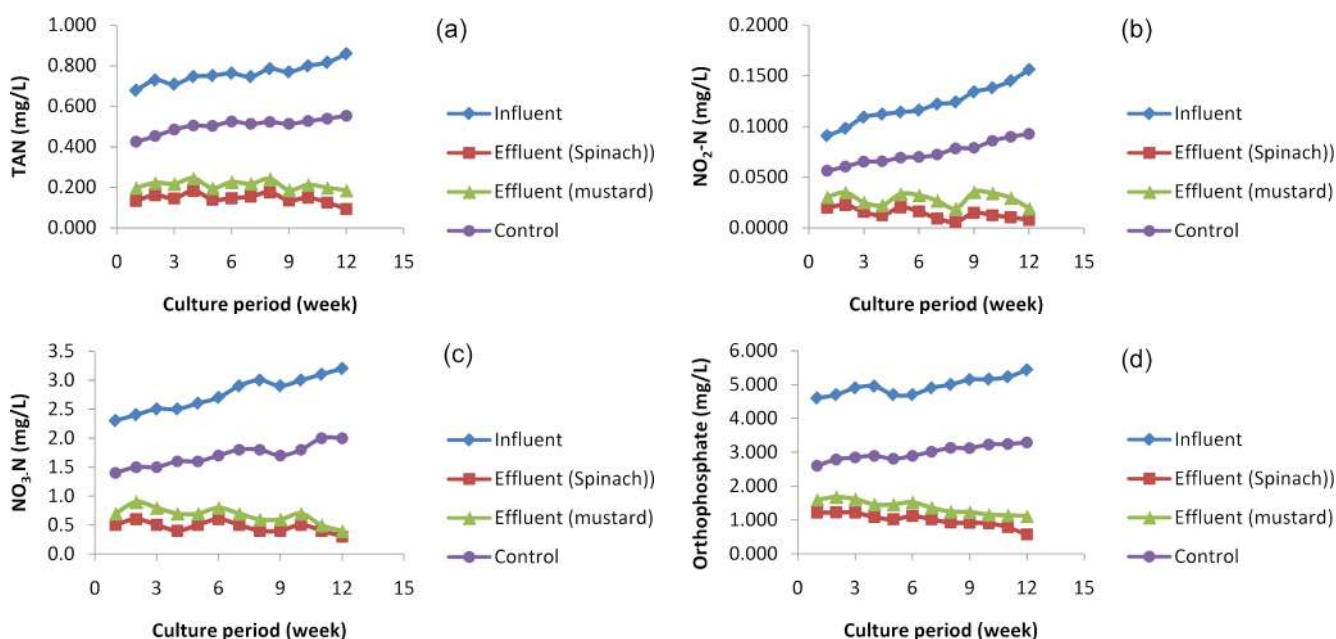 (a)
TAN (mg/L)
1.000
0.800
0.600
0.400
0.200
0.000
0 3 6 9 12 15
Culture period (week)
Influent
Effluent (Spinach))
Effluent (mustard)
Control
(b)
NO₂-N (mg/L)
0.2000
0.1500
0.1000
0.0500
0.0000
0 3 6 9 12 15
Culture period (week)
Influent
Effluent (Spinach))
Effluent (mustard)
Control
(c)
NO₃.N (mg/L)
3.5
3.0
2.5
2.0
1.5
1.0
0.5
0.0
0 3 6 9 12 15
Culture period (week)
Influent
Effluent (Spinach))
Effluent (mustard)
Control
(d)
Orthophosphate (mg/L)
6.000
5.000
4.000
3.000
2.000
1.000
0.000
0 3 6 9 12 15
Culture period (week)
Influent
Effluent (Spinach))
Effluent (mustard)
Control